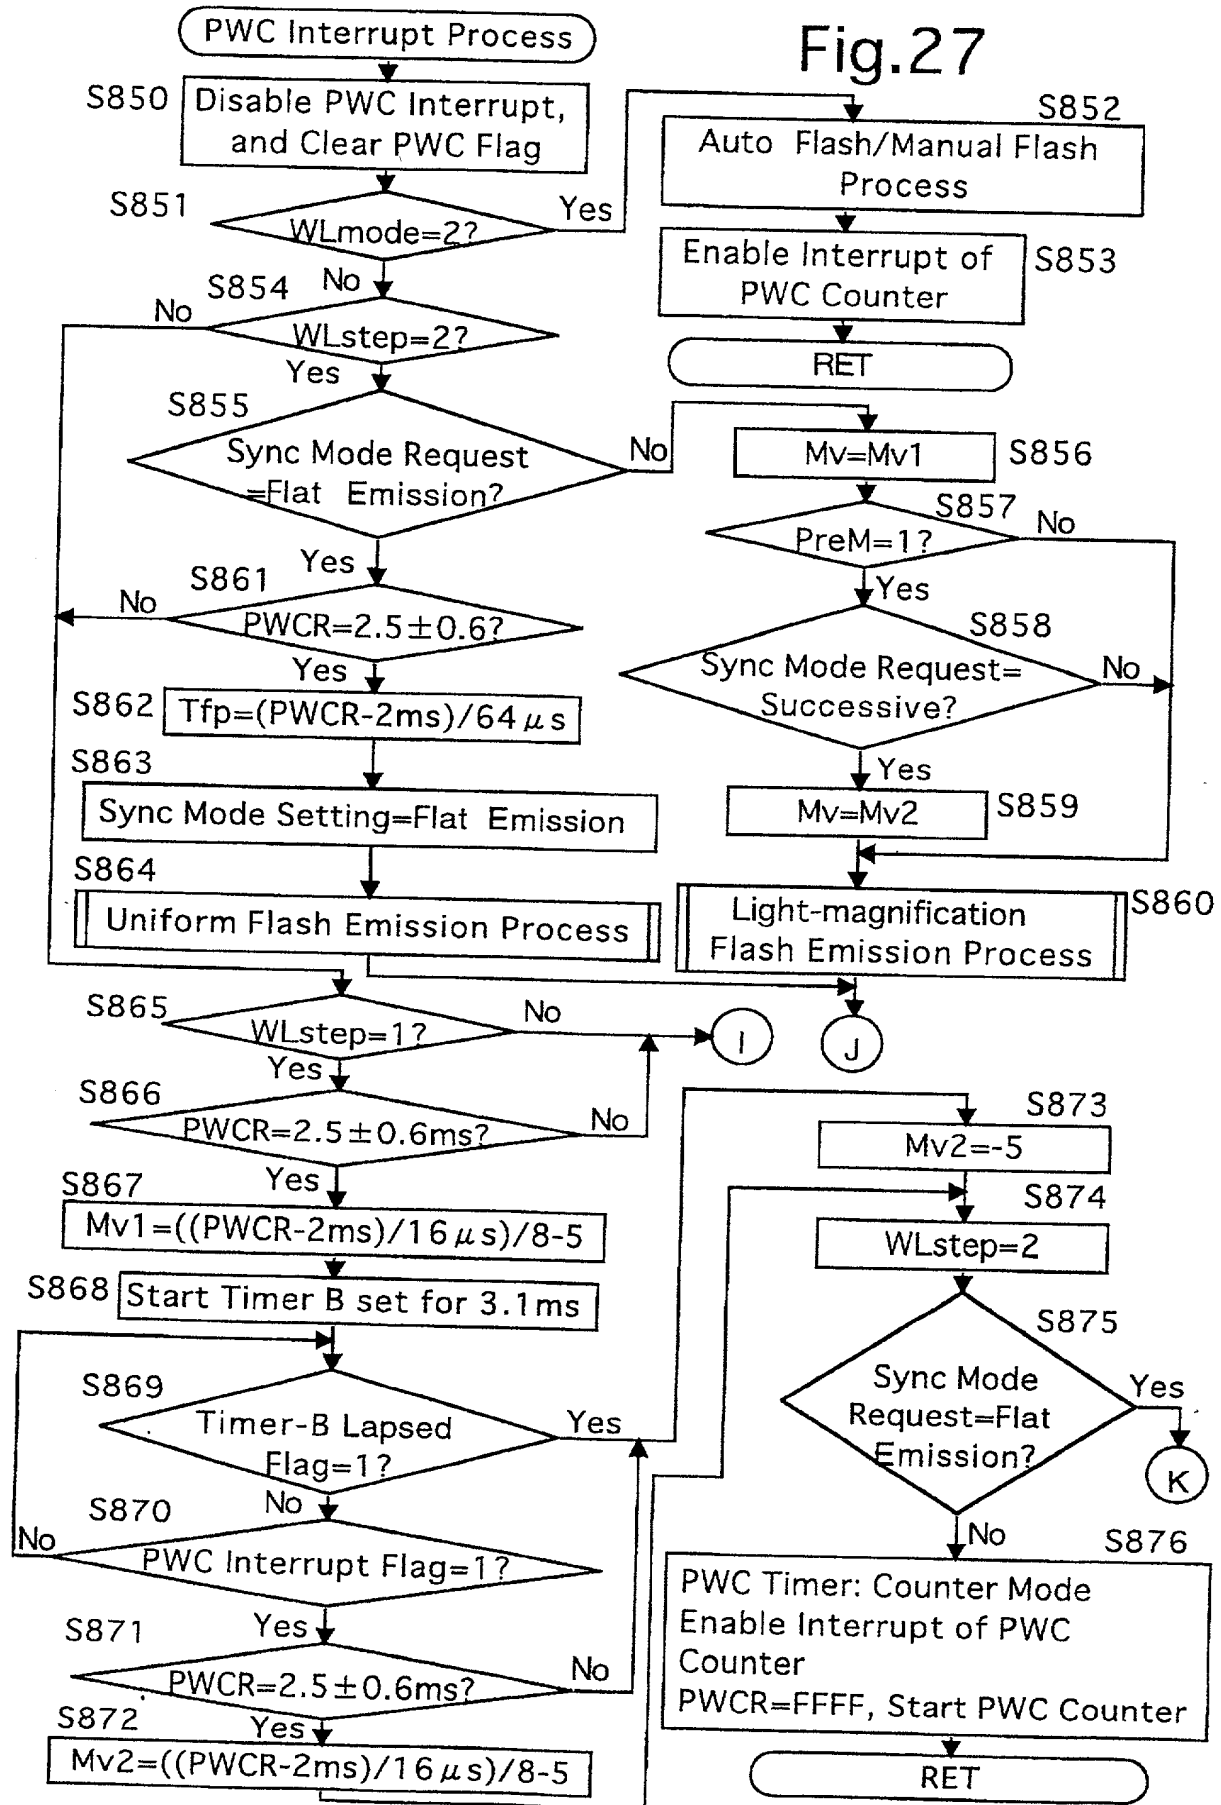 Fig.27
PWC Interrupt Process
S850
Disable PWC Interrupt,
and Clear PWC Flag
S851
WLmode=2?
Yes
No
S852
Auto Flash/Manual Flash
Process
Enable Interrupt of
PWC Counter
S853
RET
S854
No
WLstep=2?
Yes
S855
Sync Mode Request
=Flat Emission?
No
Yes
Mv=Mv1
S856
S857
PreM=1?
No
Yes
S858
Sync Mode Request=
Successive?
No
Yes
Mv=Mv2
S859
Light-magnification
Flash Emission Process
S860
S861
No
PWCR=2.5±0.6?
Yes
S862
Tfp=(PWCR-2ms)/64μs
S863
Sync Mode Setting=Flat Emission
S864
Uniform Flash Emission Process
S865
WLstep=1?
No
I
J
Yes
S866
PWCR=2.5±0.6ms?
No
Yes
S867
Mv1=((PWCR-2ms)/16μs)/8-5
S868
Start Timer B set for 3.1ms
S869
Timer-B Lapsed
Flag=1?
Yes
No
S870
No
PWC Interrupt Flag=1?
Yes
S871
PWCR=2.5±0.6ms?
No
Yes
S872
Mv2=((PWCR-2ms)/16μs)/8-5
S873
Mv2=-5
S874
WLstep=2
S875
Sync Mode
Request=Flat
Emission?
Yes
K
No
S876
PWC Timer: Counter Mode
Enable Interrupt of PWC
Counter
PWCR=FFFF, Start PWC Counter
RET